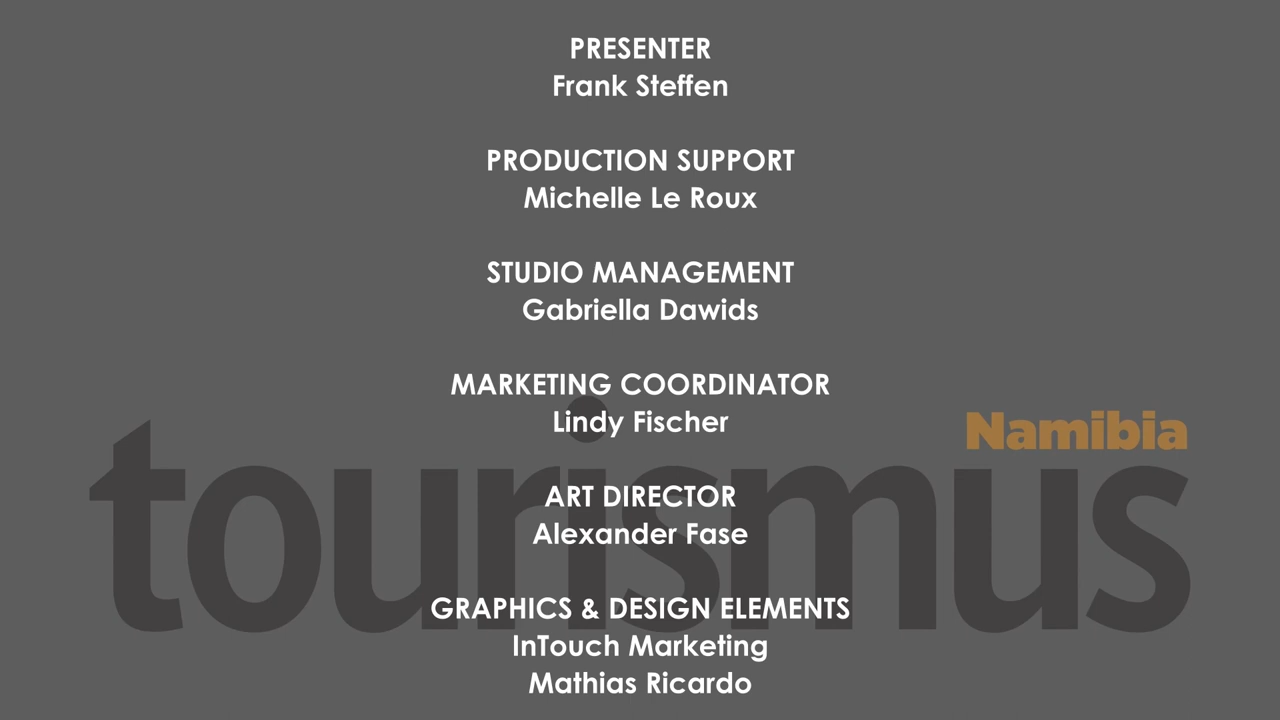 PRESENTER
Frank Steffen
PRODUCTION SUPPORT
Michelle Le Roux
STUDIO MANAGEMENT
Gabriella Dawids
MARKETING COORDINATOR
Lindy Fischer
Namibia
tourismus
ART DIRECTOR
Alexander Fase
GRAPHICS & DESIGN ELEMENTS
InTouch Marketing
Mathias Ricardo